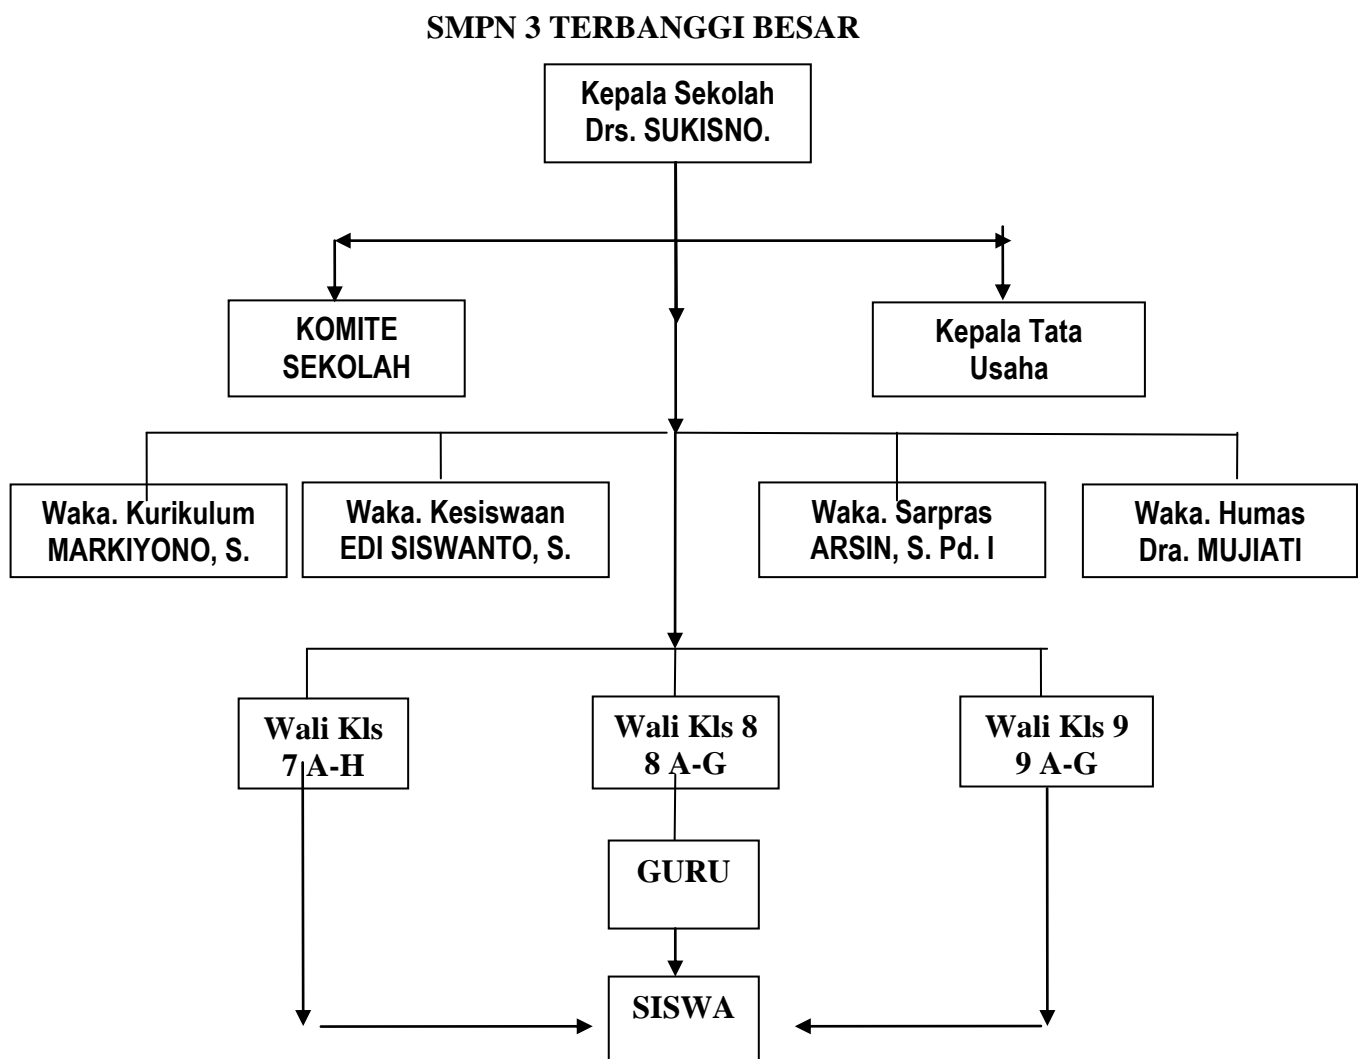 SMPN 3 TERBANGGI BESAR
Kepala Sekolah
Drs. SUKISNO.
KOMITE
SEKOLAH
Kepala Tata
Usaha
Waka. Kurikulum
MARKIYONO, S.
Waka. Kesiswaan
EDI SISWANTO, S.
Waka. Sarpras
ARSIN, S. Pd. I
Waka. Humas
Dra. MUJIATI
Wali Kls
7 A-H
Wali Kls 8
8 A-G
Wali Kls 9
9 A-G
GURU
SISWA